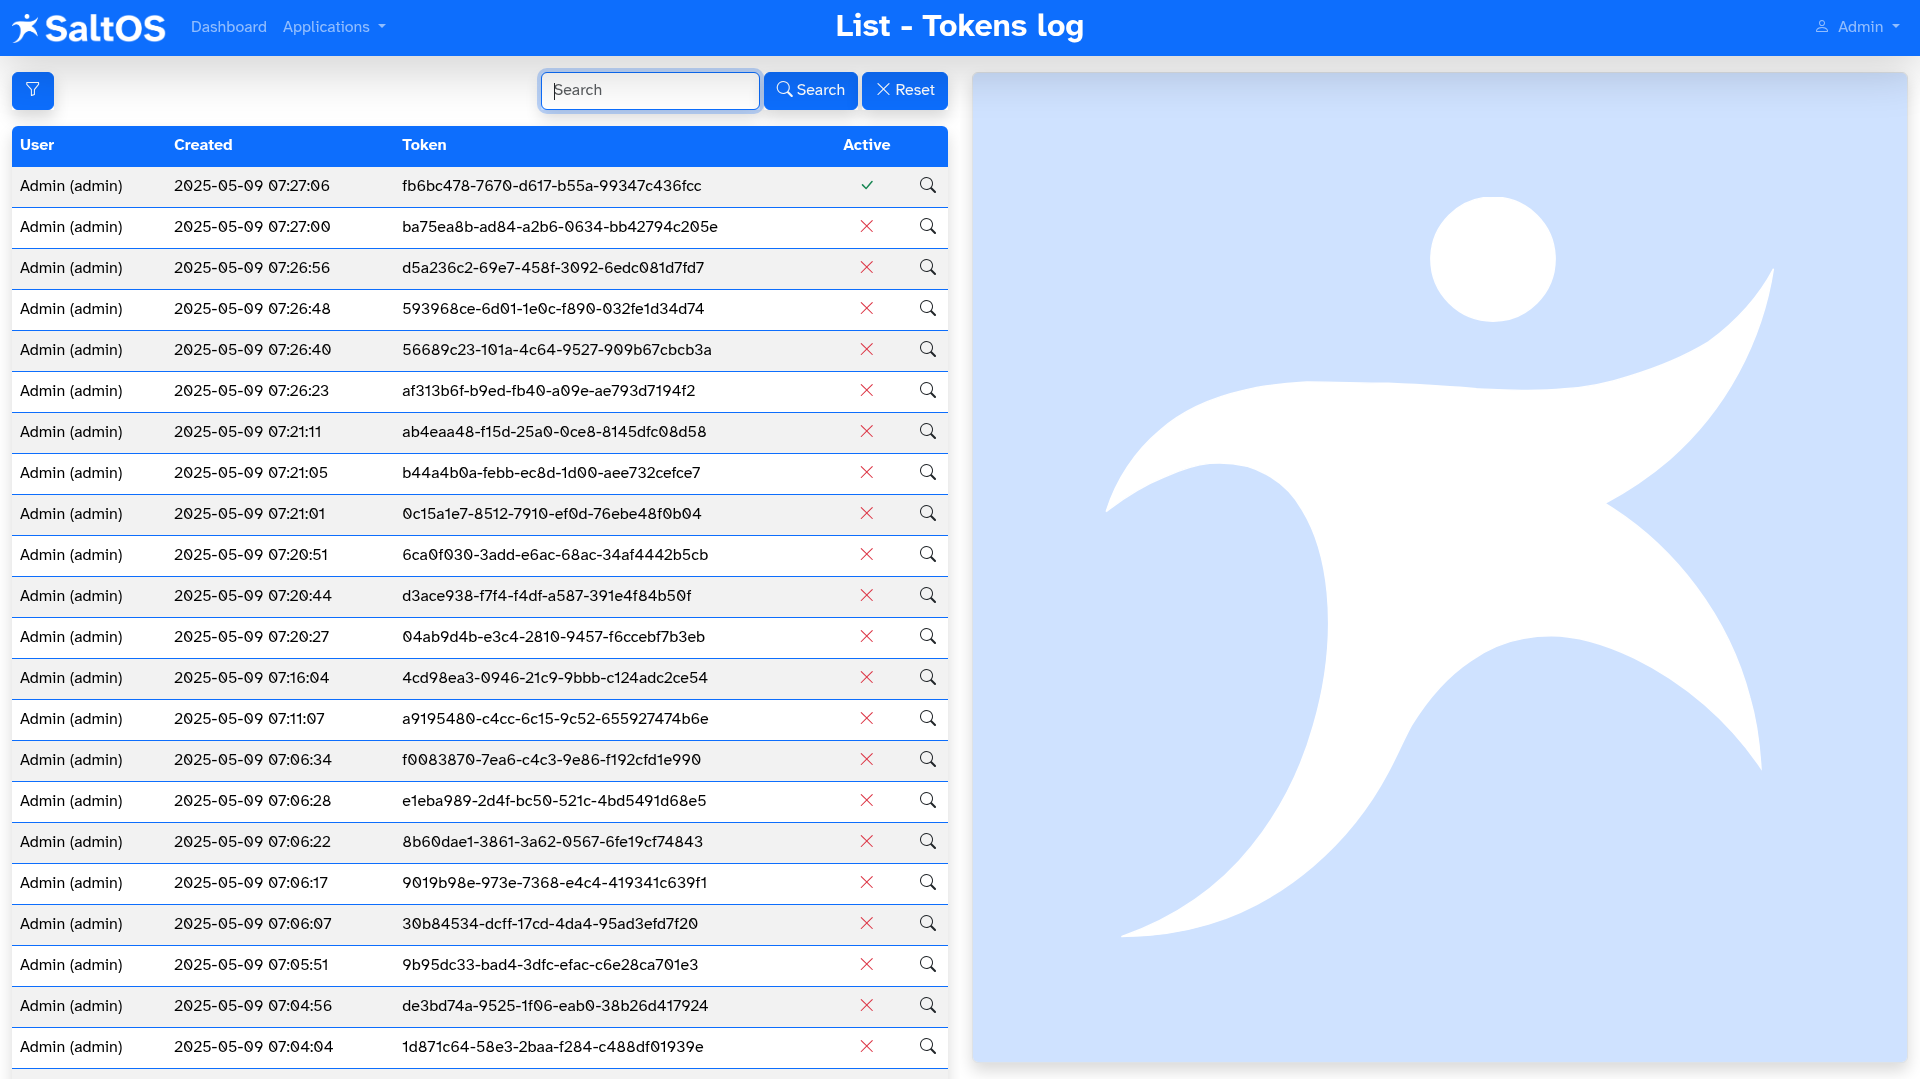 SaltOS Dashboard Applications List - Tokens log Admin
Search Search Reset
User Created Token Active
Admin (admin) 2025-05-09 07:27:06 fb6bc478-7670-d617-b55a-99347c436fcc
Admin (admin) 2025-05-09 07:27:00 ba75ea8b-ad84-a2b6-0634-bb42794c205e
Admin (admin) 2025-05-09 07:26:56 d5a236c2-69e7-458f-3092-6edc081d7fd7
Admin (admin) 2025-05-09 07:26:48 593968ce-6d01-1e0c-f890-032fe1d34d74
Admin (admin) 2025-05-09 07:26:40 56689c23-101a-4c64-9527-909b67cbcb3a
Admin (admin) 2025-05-09 07:26:23 af313b6f-b9ed-fb40-a09e-ae793d7194f2
Admin (admin) 2025-05-09 07:21:11 ab4eaa48-f15d-25a0-0ce8-8145dfc08d58
Admin (admin) 2025-05-09 07:21:05 b44a4b0a-febb-ec8d-1d00-aee732cefce7
Admin (admin) 2025-05-09 07:21:01 0c15a1e7-8512-7910-ef0d-76ebe48f0b04
Admin (admin) 2025-05-09 07:20:51 6ca0f030-3add-e6ac-68ac-34af4442b5cb
Admin (admin) 2025-05-09 07:20:44 d3ace938-f7f4-f4df-a587-391e4f84b50f
Admin (admin) 2025-05-09 07:20:27 04ab9d4b-e3c4-2810-9457-f6ccebf7b3eb
Admin (admin) 2025-05-09 07:16:04 4cd98ea3-0946-21c9-9bbb-c124adc2ce54
Admin (admin) 2025-05-09 07:11:07 a9195480-c4cc-6c15-9c52-655927474b6e
Admin (admin) 2025-05-09 07:06:34 f0083870-7ea6-c4c3-9e86-f192cfd1e990
Admin (admin) 2025-05-09 07:06:28 e1eba989-2d4f-bc50-521c-4bd5491d68e5
Admin (admin) 2025-05-09 07:06:22 8b60dae1-3861-3a62-0567-6fe19cf74843
Admin (admin) 2025-05-09 07:06:17 9019b98e-973e-7368-e4c4-419341c639f1
Admin (admin) 2025-05-09 07:06:07 30b84534-dcff-17cd-4da4-95ad3efd7f20
Admin (admin) 2025-05-09 07:05:51 9b95dc33-bad4-3dfc-efac-c6e28ca701e3
Admin (admin) 2025-05-09 07:04:56 de3bd74a-9525-1f06-eab0-38b26d417924
Admin (admin) 2025-05-09 07:04:04 1d871c64-58e3-2baa-f284-c488df01939e